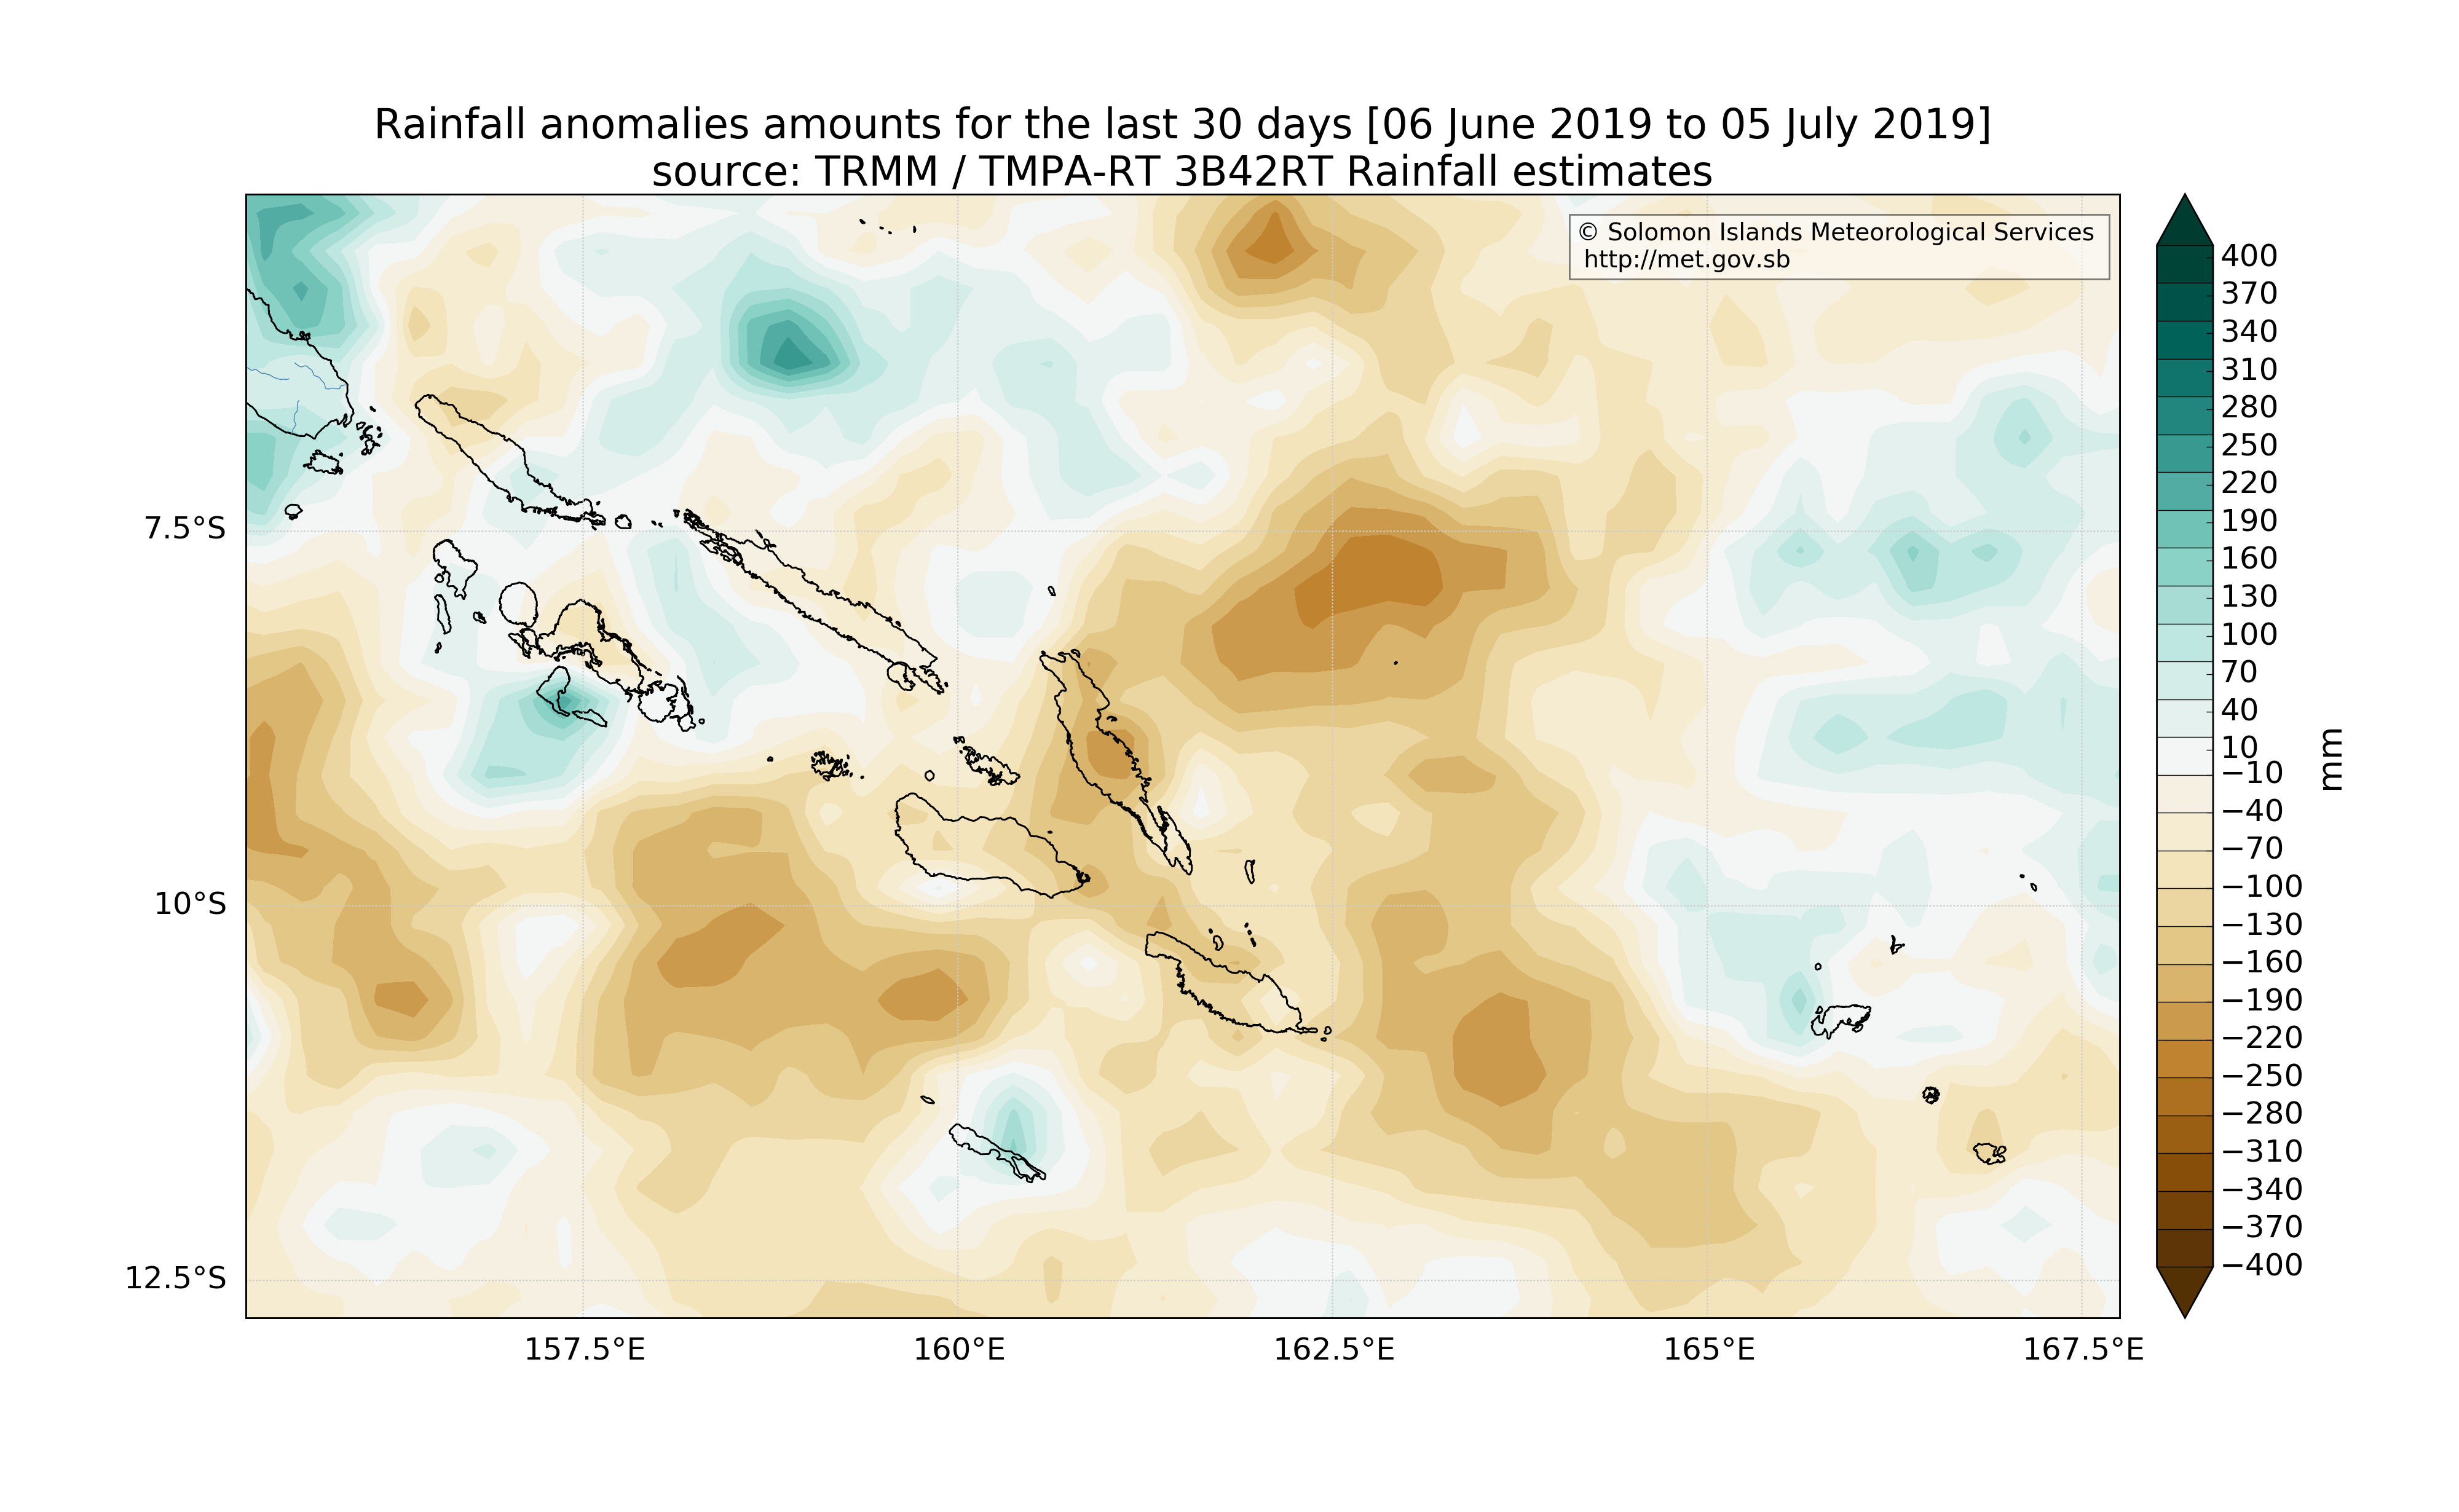 Rainfall anomalies amounts for the last 30 days [06 June 2019 to 05 July 2019]
source: TRMM / TMPA-RT 3B42RT Rainfall estimates
© Solomon Islands Meteorological Services
http://met.gov.sb
7.5°S
10°S
12.5°S
157.5°E
160°E
162.5°E
165°E
167.5°E
400
370
340
310
280
250
220
190
160
130
100
70
40
10
−10
−40
−70
−100
−130
−160
−190
−220
−250
−280
−310
−340
−370
−400
mm